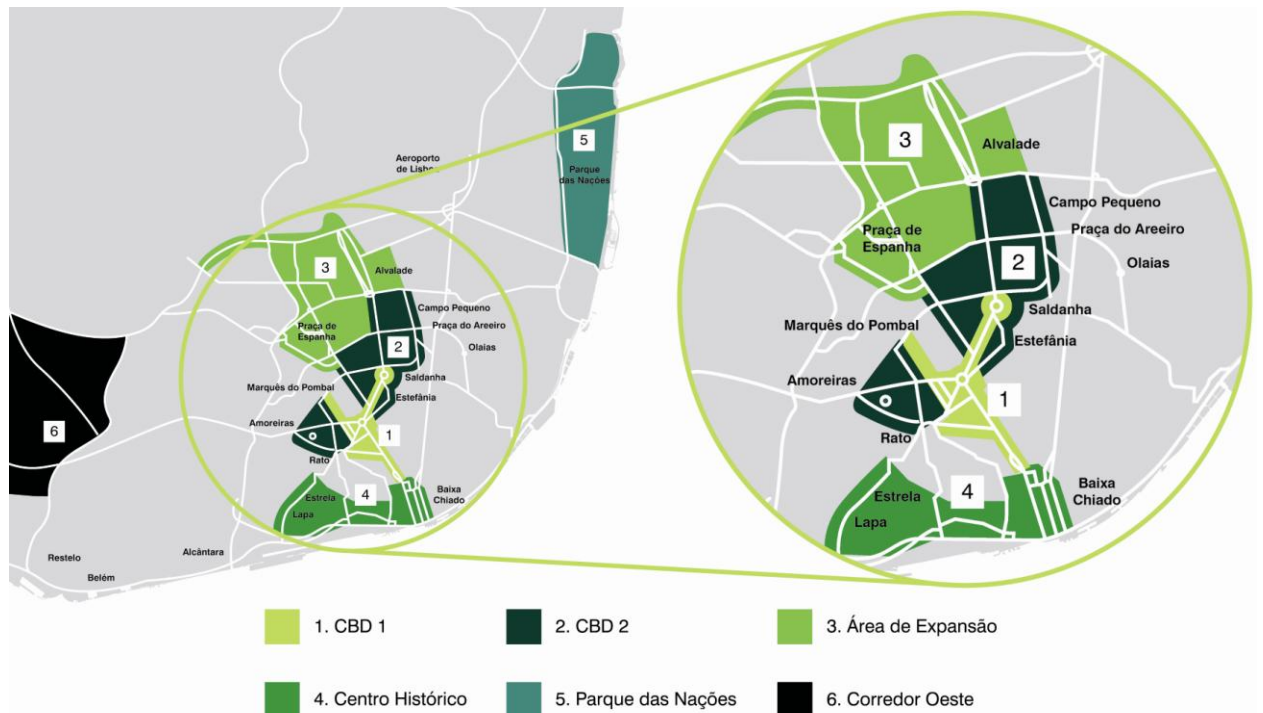 5
Aeroporto
de Lisboa
Parque
das Nações
3
Alvalade
Campo Pequeno
Praça de
Espanha
Praça do Areeiro
2
Olaias
Saldanha
Marquês do Pombal
Estefânia
Amoreiras
1
6
Rato
4
Estrela
Baixa
Chiado
Lapa
Restelo
Alcântara
Belém
3
Alvalade
Campo Pequeno
Praça de
Espanha
Praça do Areeiro
2
Olaias
Saldanha
Marquês do Pombal
Estefânia
Amoreiras
1
Rato
4
Estrela
Baixa
Chiado
Lapa
1. CBD 1
2. CBD 2
3. Área de Expansão
4. Centro Histórico
5. Parque das Nações
6. Corredor Oeste